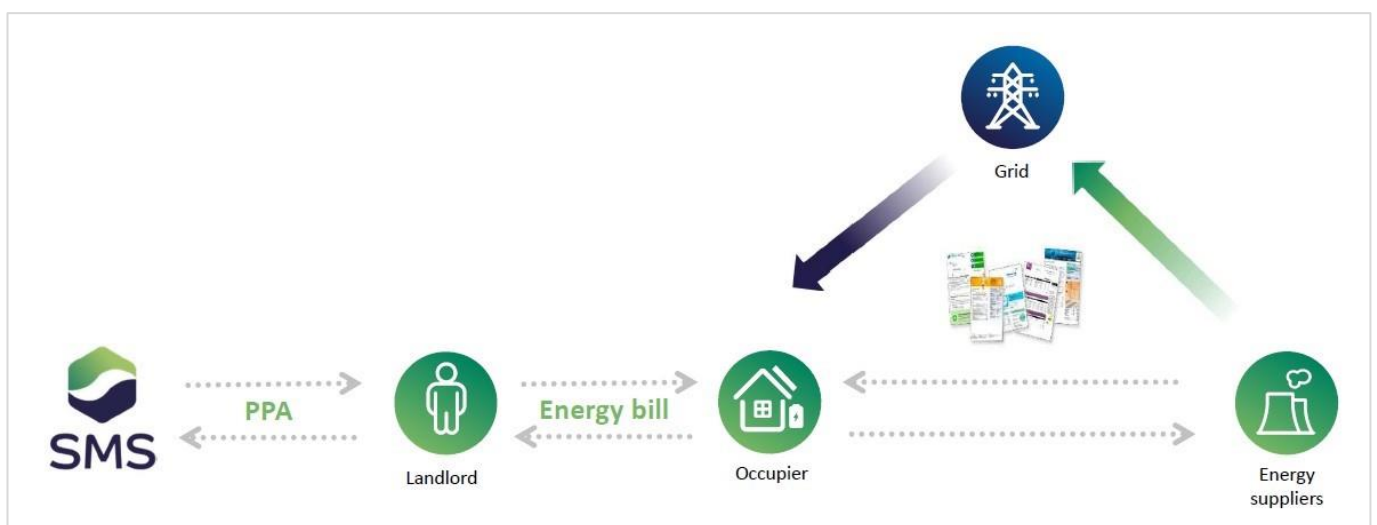 Grid
PPA
Energy bill
SMS
Landlord
Occupier
Energy
suppliers